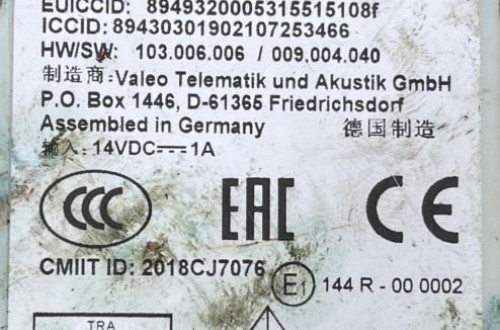 EUICCID: 8949320005315515108f
ICCID: 89430301902107253466
HW/SW: 103.006.006 / 009.004.040
制造商: Valeo Telematik und Akustik GmbH
P.O. Box 1446, D-61365 Friedrichsdorf
Assembled in Germany 德国制造
输入: 14VDC⎓1A
CCC EAC CE
CMIIT ID: 2018CJ7076 E1 144 R - 00 0002
TRA